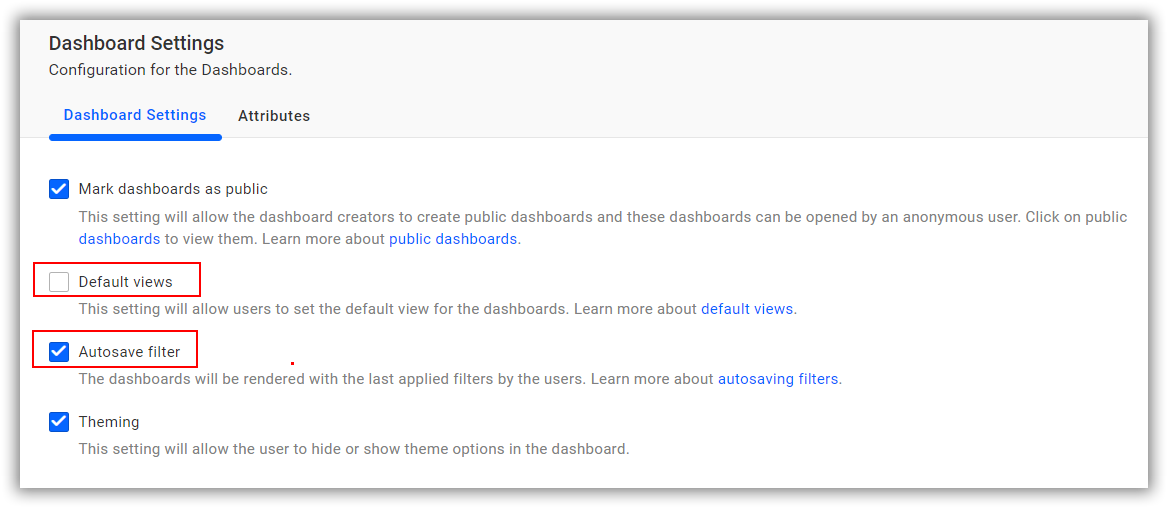 Dashboard Settings
Configuration for the Dashboards.
Dashboard Settings Attributes
Mark dashboards as public
This setting will allow the dashboard creators to create public dashboards and these dashboards can be opened by an anonymous user. Click on public
dashboards to view them. Learn more about public dashboards.
Default views
This setting will allow users to set the default view for the dashboards. Learn more about default views.
Autosave filter
The dashboards will be rendered with the last applied filters by the users. Learn more about autosaving filters.
Theming
This setting will allow the user to hide or show theme options in the dashboard.